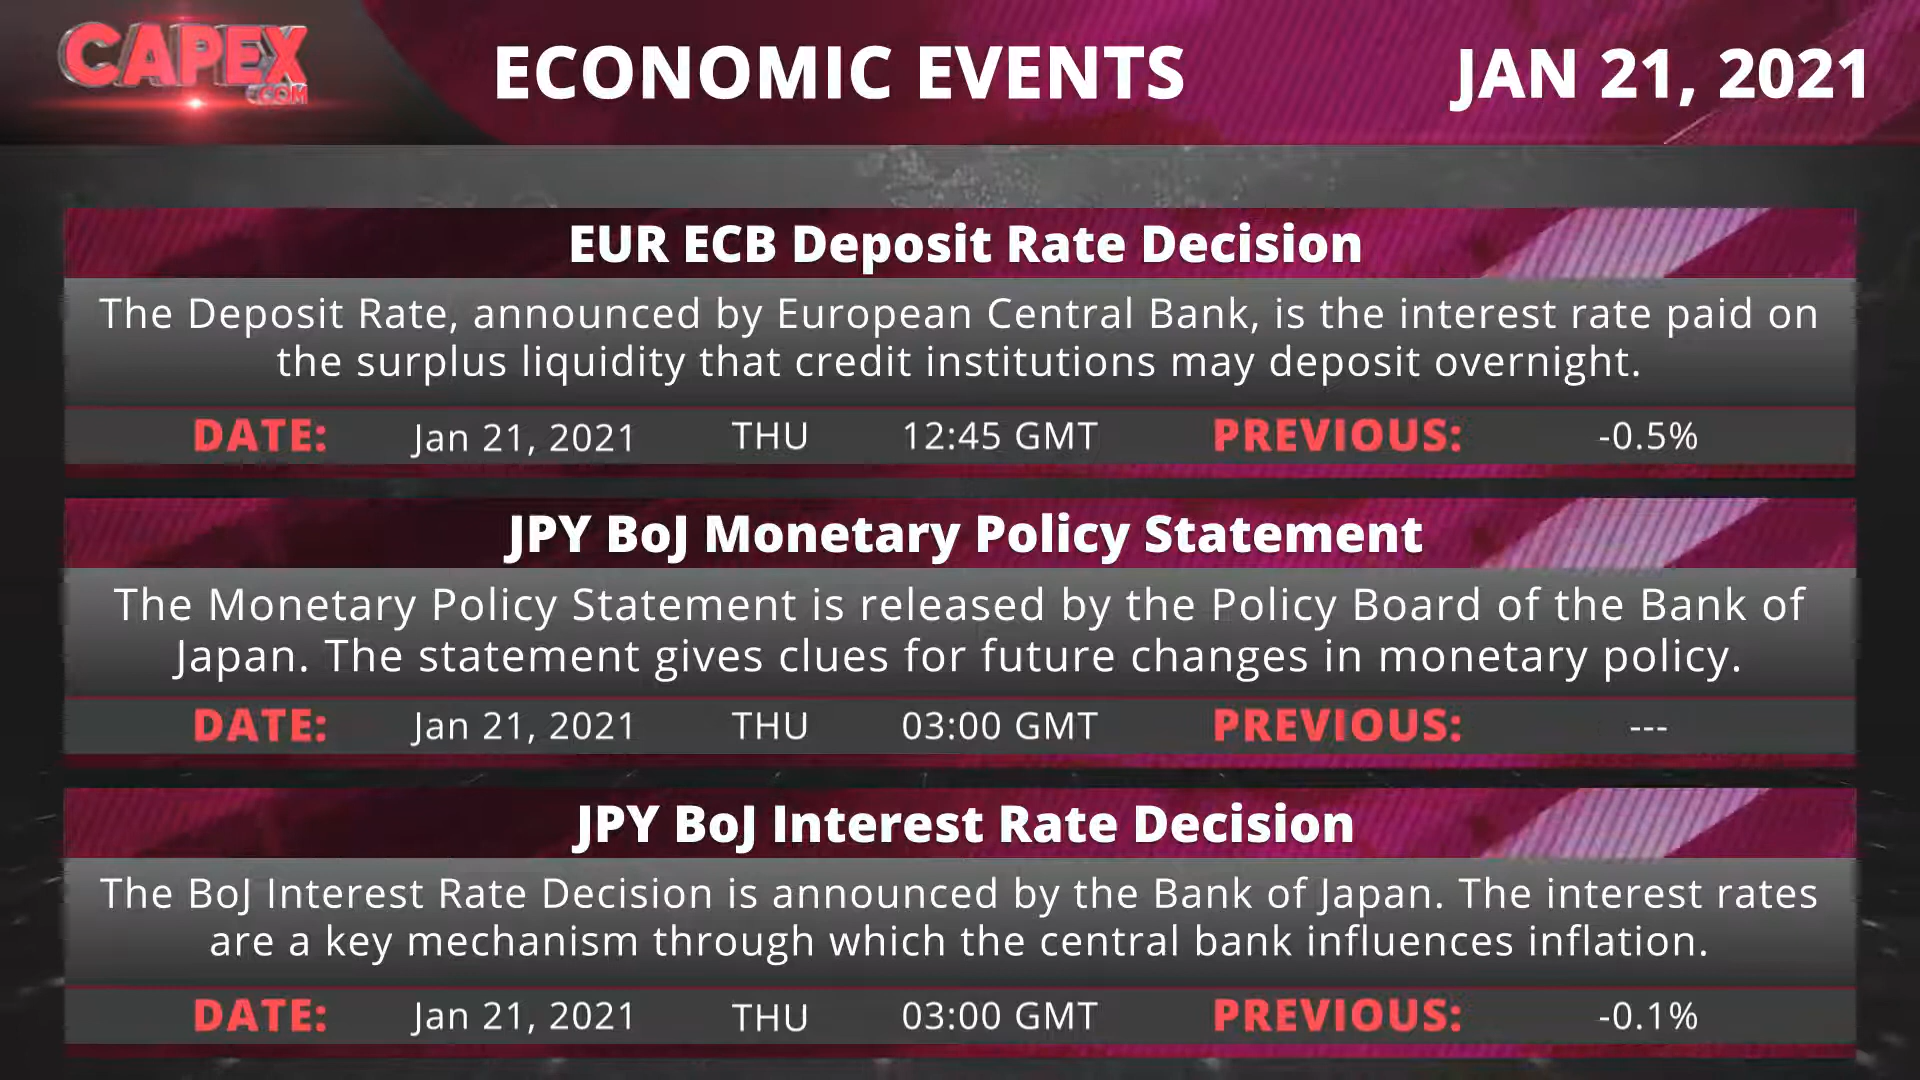 CAPEX
.COM
ECONOMIC EVENTS
JAN 21, 2021
EUR ECB Deposit Rate Decision
The Deposit Rate, announced by European Central Bank, is the interest rate paid on
the surplus liquidity that credit institutions may deposit overnight.
DATE: Jan 21, 2021 THU 12:45 GMT PREVIOUS: -0.5%
JPY BoJ Monetary Policy Statement
The Monetary Policy Statement is released by the Policy Board of the Bank of
Japan. The statement gives clues for future changes in monetary policy.
DATE: Jan 21, 2021 THU 03:00 GMT PREVIOUS: ---
JPY BoJ Interest Rate Decision
The BoJ Interest Rate Decision is announced by the Bank of Japan. The interest rates
are a key mechanism through which the central bank influences inflation.
DATE: Jan 21, 2021 THU 03:00 GMT PREVIOUS: -0.1%